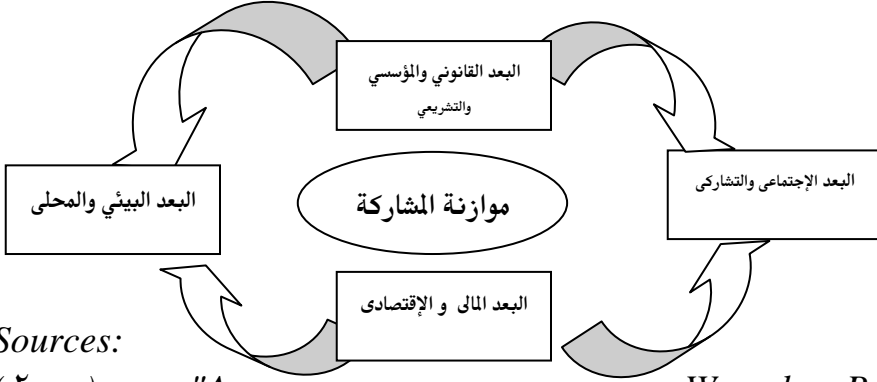 البعد القانوني والمؤسسي
والتشريعي
البعد الإجتماعى والتشاركى
البعد البيئي والمحلى
موازنة المشاركة
البعد المالى و الإقتصادى
Sources: